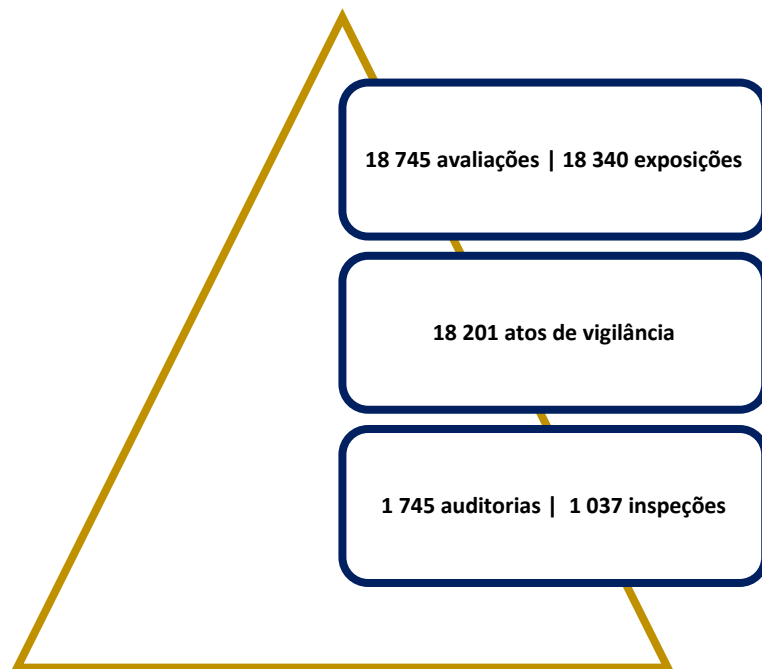 18 745 avaliações | 18 340 exposições
18 201 atos de vigilância
1 745 auditorias | 1 037 inspeções